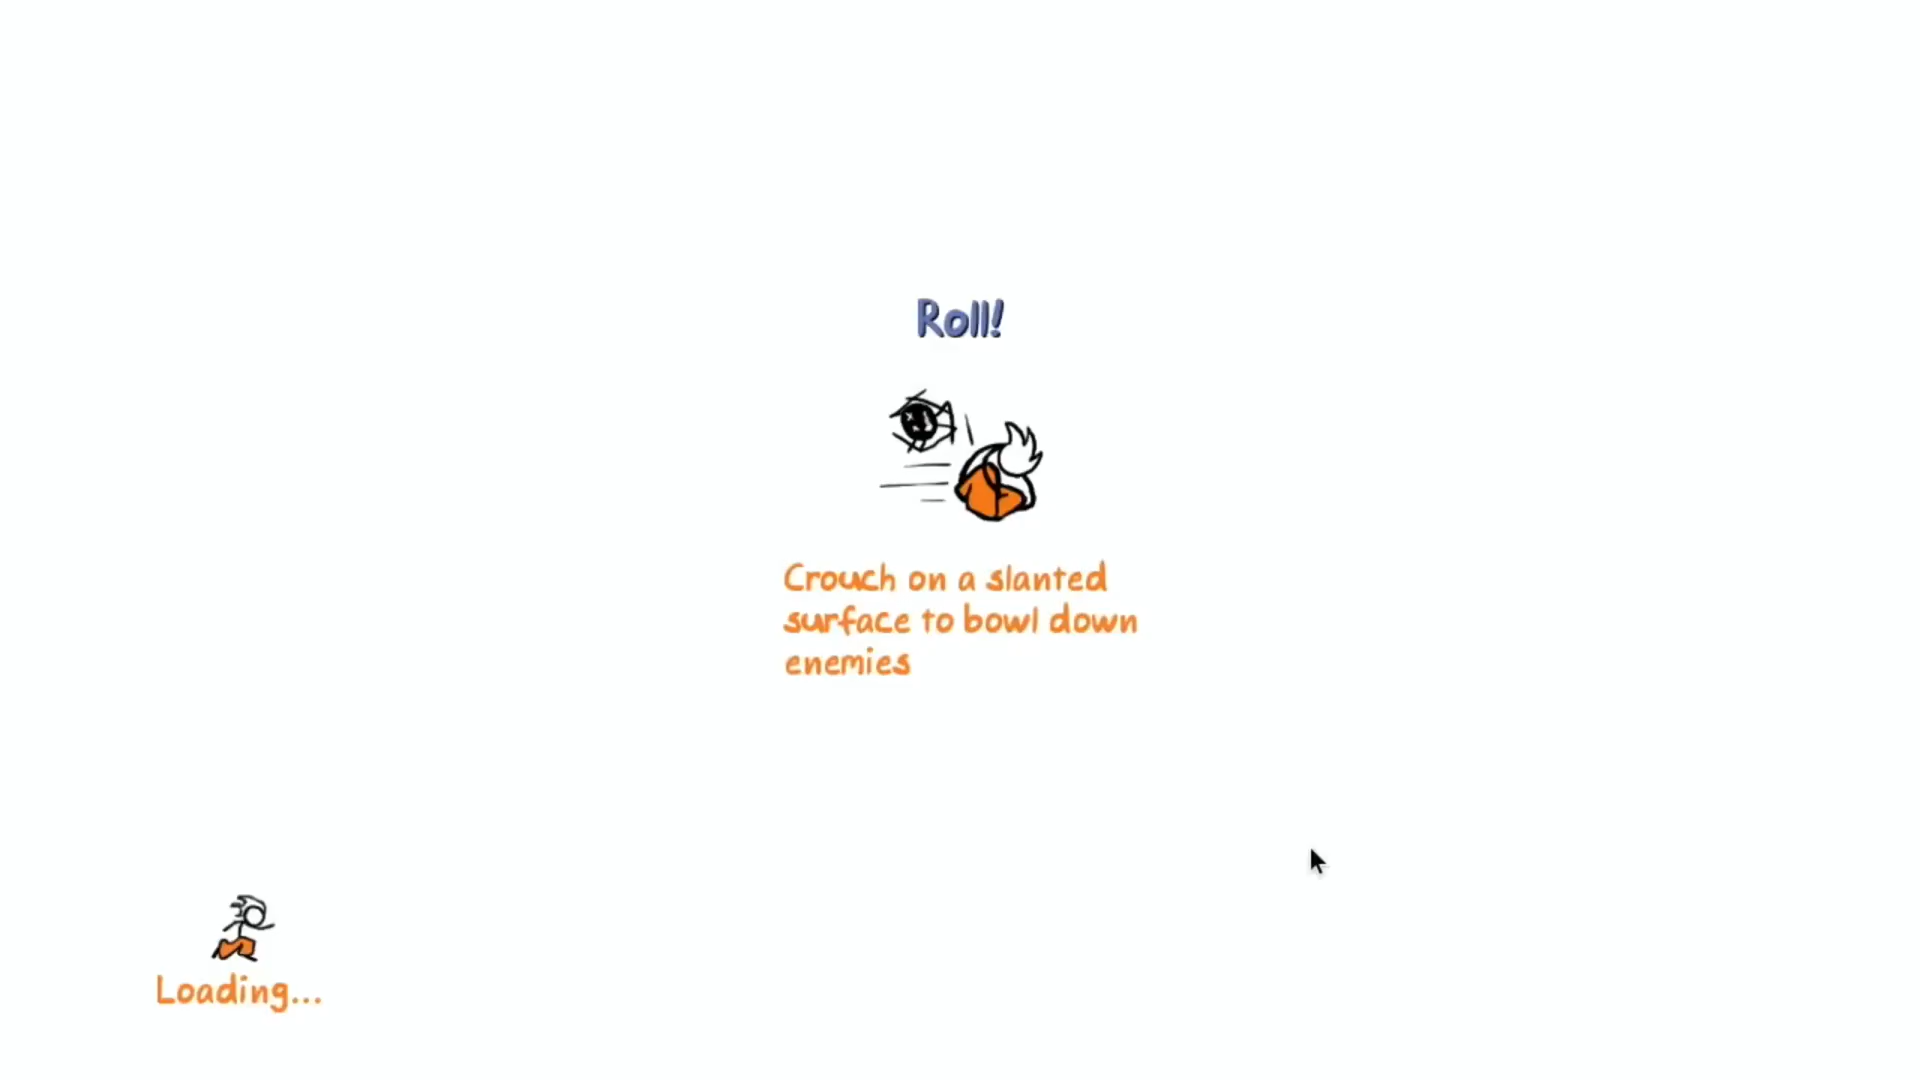 Roll!
Crouch on a slanted
surface to bowl down
enemies
Loading...